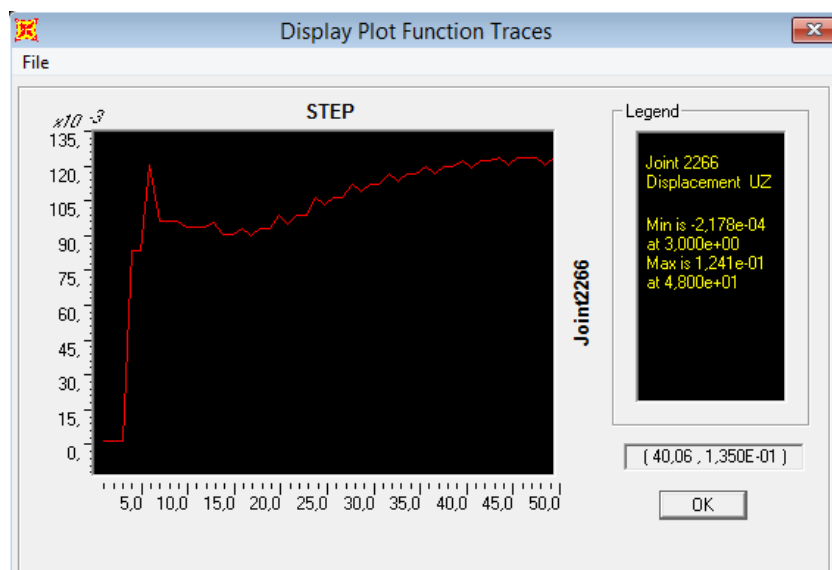 Display Plot Function Traces
File
STEP
x10 -3
135,
120,
105,
90,
75,
60,
45,
30,
15,
0,
5,0 10,0 15,0 20,0 25,0 30,0 35,0 40,0 45,0 50,0
Joint2266
Legend
Joint 2266
Displacement UZ
Min is -2,178e-04
at 3,000e+00
Max is 1,241e-01
at 4,800e+01
( 40,06 , 1,350E-01 )
OK